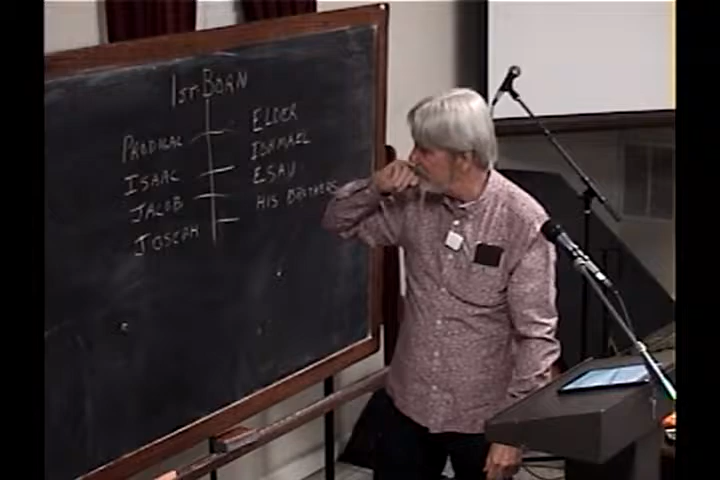 1ST BORN
PRODIGAL ELDER
ISAAC ISHMAEL
JACOB ESAU
JOSEPH HIS BROTHERS